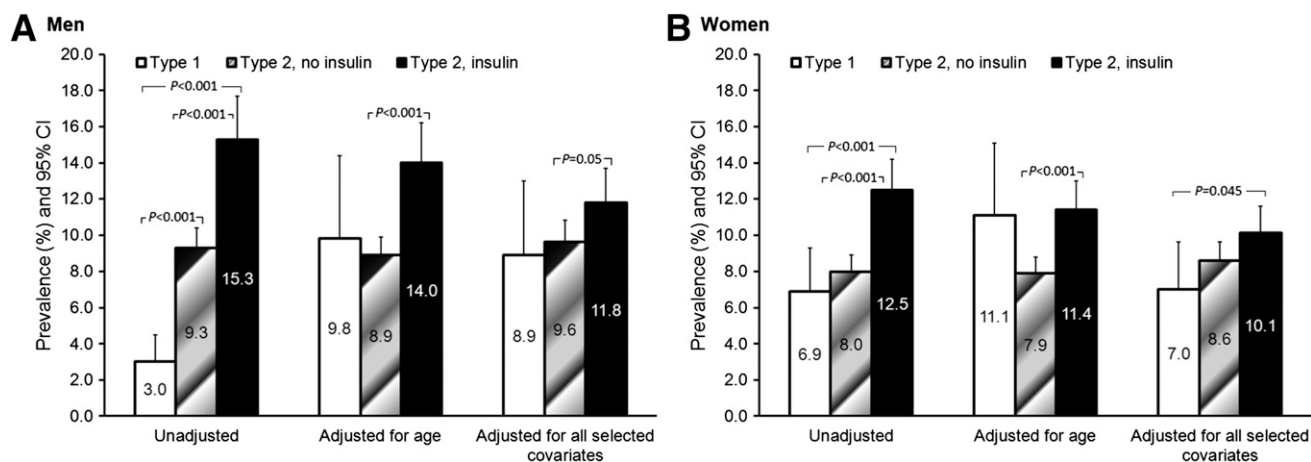 A Men
Prevalence (%) and 95% CI
20.0
18.0
16.0
14.0
12.0
10.0
8.0
6.0
4.0
2.0
0.0
Type 1 Type 2, no insulin Type 2, insulin
P<0.001
P<0.001
P<0.001
3.0
9.3
15.3
P<0.001
9.8
8.9
14.0
P=0.05
8.9
9.6
11.8
Unadjusted
Adjusted for age
Adjusted for all selected
covariates
B Women
Prevalence (%) and 95% CI
20.0
18.0
16.0
14.0
12.0
10.0
8.0
6.0
4.0
2.0
0.0
Type 1 Type 2, no insulin Type 2, insulin
P<0.001
P<0.001
6.9
8.0
12.5
P<0.001
11.1
7.9
11.4
P=0.045
7.0
8.6
10.1
Unadjusted
Adjusted for age
Adjusted for all selected
covariates